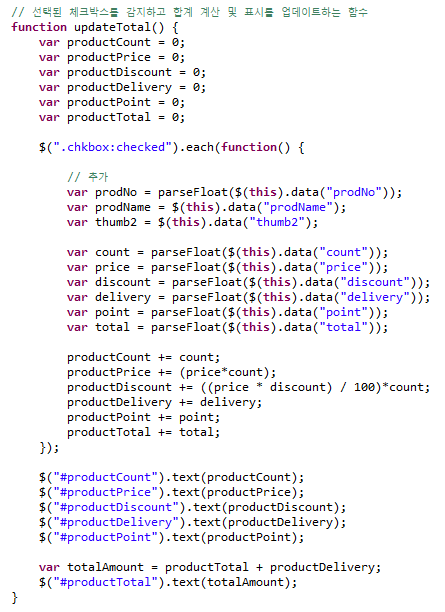 // 선택된 체크박스를 감지하고 합계 계산 및 표시를 업데이트하는 함수
function updateTotal() {
    var productCount = 0;
    var productPrice = 0;
    var productDiscount = 0;
    var productDelivery = 0;
    var productPoint = 0;
    var productTotal = 0;

    $(".chkbox:checked").each(function() {

        // 추가
        var prodNo = parseFloat($(this).data("prodNo"));
        var prodName = $(this).data("prodName");
        var thumb2 = $(this).data("thumb2");

        var count = parseFloat($(this).data("count"));
        var price = parseFloat($(this).data("price"));
        var discount = parseFloat($(this).data("discount"));
        var delivery = parseFloat($(this).data("delivery"));
        var point = parseFloat($(this).data("point"));
        var total = parseFloat($(this).data("total"));

        productCount += count;
        productPrice += (price*count);
        productDiscount += ((price * discount) / 100)*count;
        productDelivery += delivery;
        productPoint += point;
        productTotal += total;
    });

    $("#productCount").text(productCount);
    $("#productPrice").text(productPrice);
    $("#productDiscount").text(productDiscount);
    $("#productDelivery").text(productDelivery);
    $("#productPoint").text(productPoint);

    var totalAmount = productTotal + productDelivery;
    $("#productTotal").text(totalAmount);
}